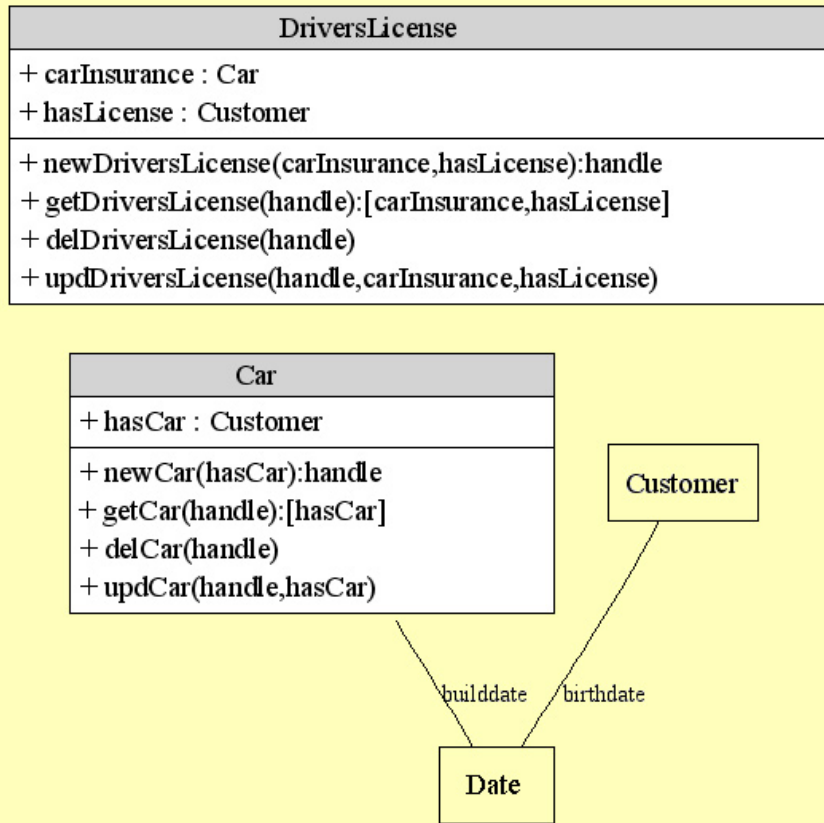 DriversLicense
+ carInsurance : Car
+ hasLicense : Customer
+ newDriversLicense(carInsurance,hasLicense):handle
+ getDriversLicense(handle):[carInsurance,hasLicense]
+ delDriversLicense(handle)
+ updDriversLicense(handle,carInsurance,hasLicense)
Car
+ hasCar : Customer
+ newCar(hasCar):handle
+ getCar(handle):[hasCar]
+ delCar(handle)
+ updCar(handle,hasCar)
Customer
builddate
birthdate
Date